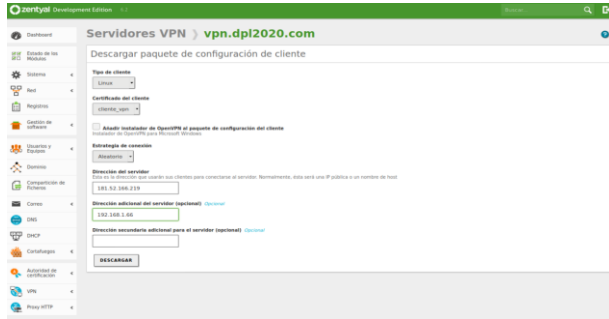 zentyal Development Edition
Buscar...
Dashboard
Estado de los
Módulos
Sistema
Red
Registros
Gestión de
software
Usuarios y
Equipos
Dominio
Compartición de
Ficheros
Correo
DNS
DHCP
Cortafuegos
Autoridad de
certificación
VPN
Proxy HTTP
Servidores VPN ❯ vpn.dpl2020.com
Descargar paquete de configuración de cliente
Tipo de cliente
Linux
Certificado del cliente
cliente_vpn
Añadir instalador de OpenVPN al paquete de configuración del cliente
Instalador de OpenVPN para Microsoft Windows
Estrategia de conexión
Aleatorio
Dirección del servidor
Esta es la dirección que usarán sus clientes para conectarse al servidor. Normalmente, ésta será una IP pública o un nombre de host
181.52.166.219
Dirección adicional del servidor (opcional) Opcional
192.168.1.66
Dirección secundaria adicional para el servidor (opcional) Opcional
DESCARGAR